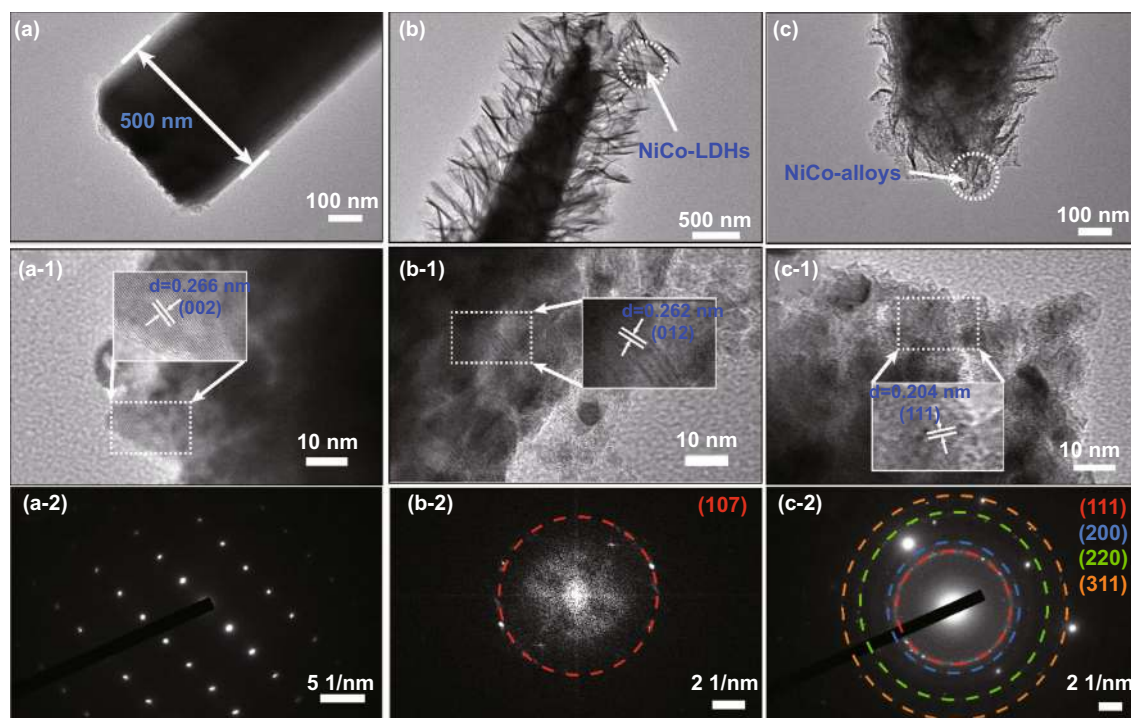 (a)
500 nm
100 nm
(b)
NiCo-LDHs
500 nm
(c)
NiCo-alloys
100 nm
(a-1)
d=0.266 nm
(002)
10 nm
(b-1)
d=0.262 nm
(012)
10 nm
(c-1)
d=0.204 nm
(111)
10 nm
(a-2)
5 1/nm
(b-2)
(107)
2 1/nm
(c-2)
(111)
(200)
(220)
(311)
2 1/nm